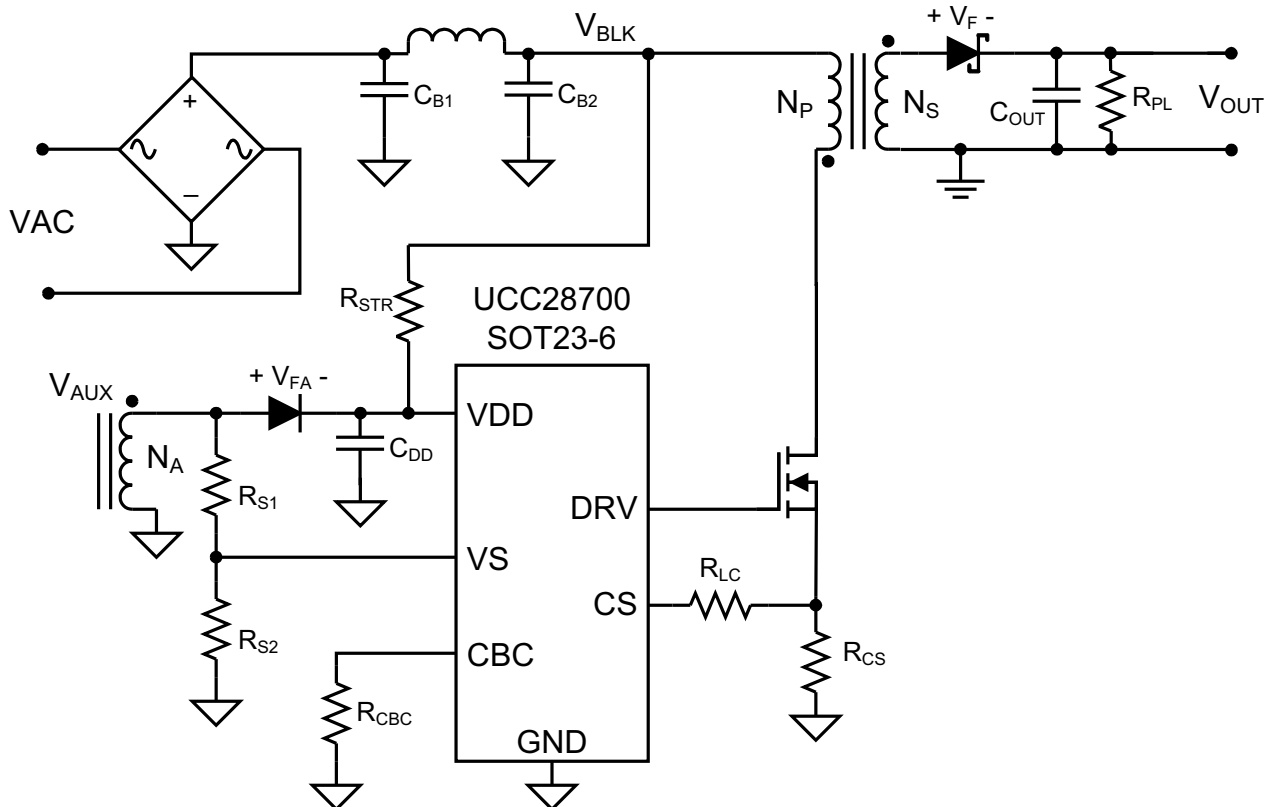 + V_F -
V_BLK
+
C_B1
C_B2
N_P
N_S
C_OUT
R_PL
V_OUT
–
VAC
R_STR
UCC28700
SOT23-6
V_AUX
+ V_FA -
N_A
C_DD
VDD
R_S1
DRV
VS
R_LC
CS
R_S2
CBC
R_CS
R_CBC
GND